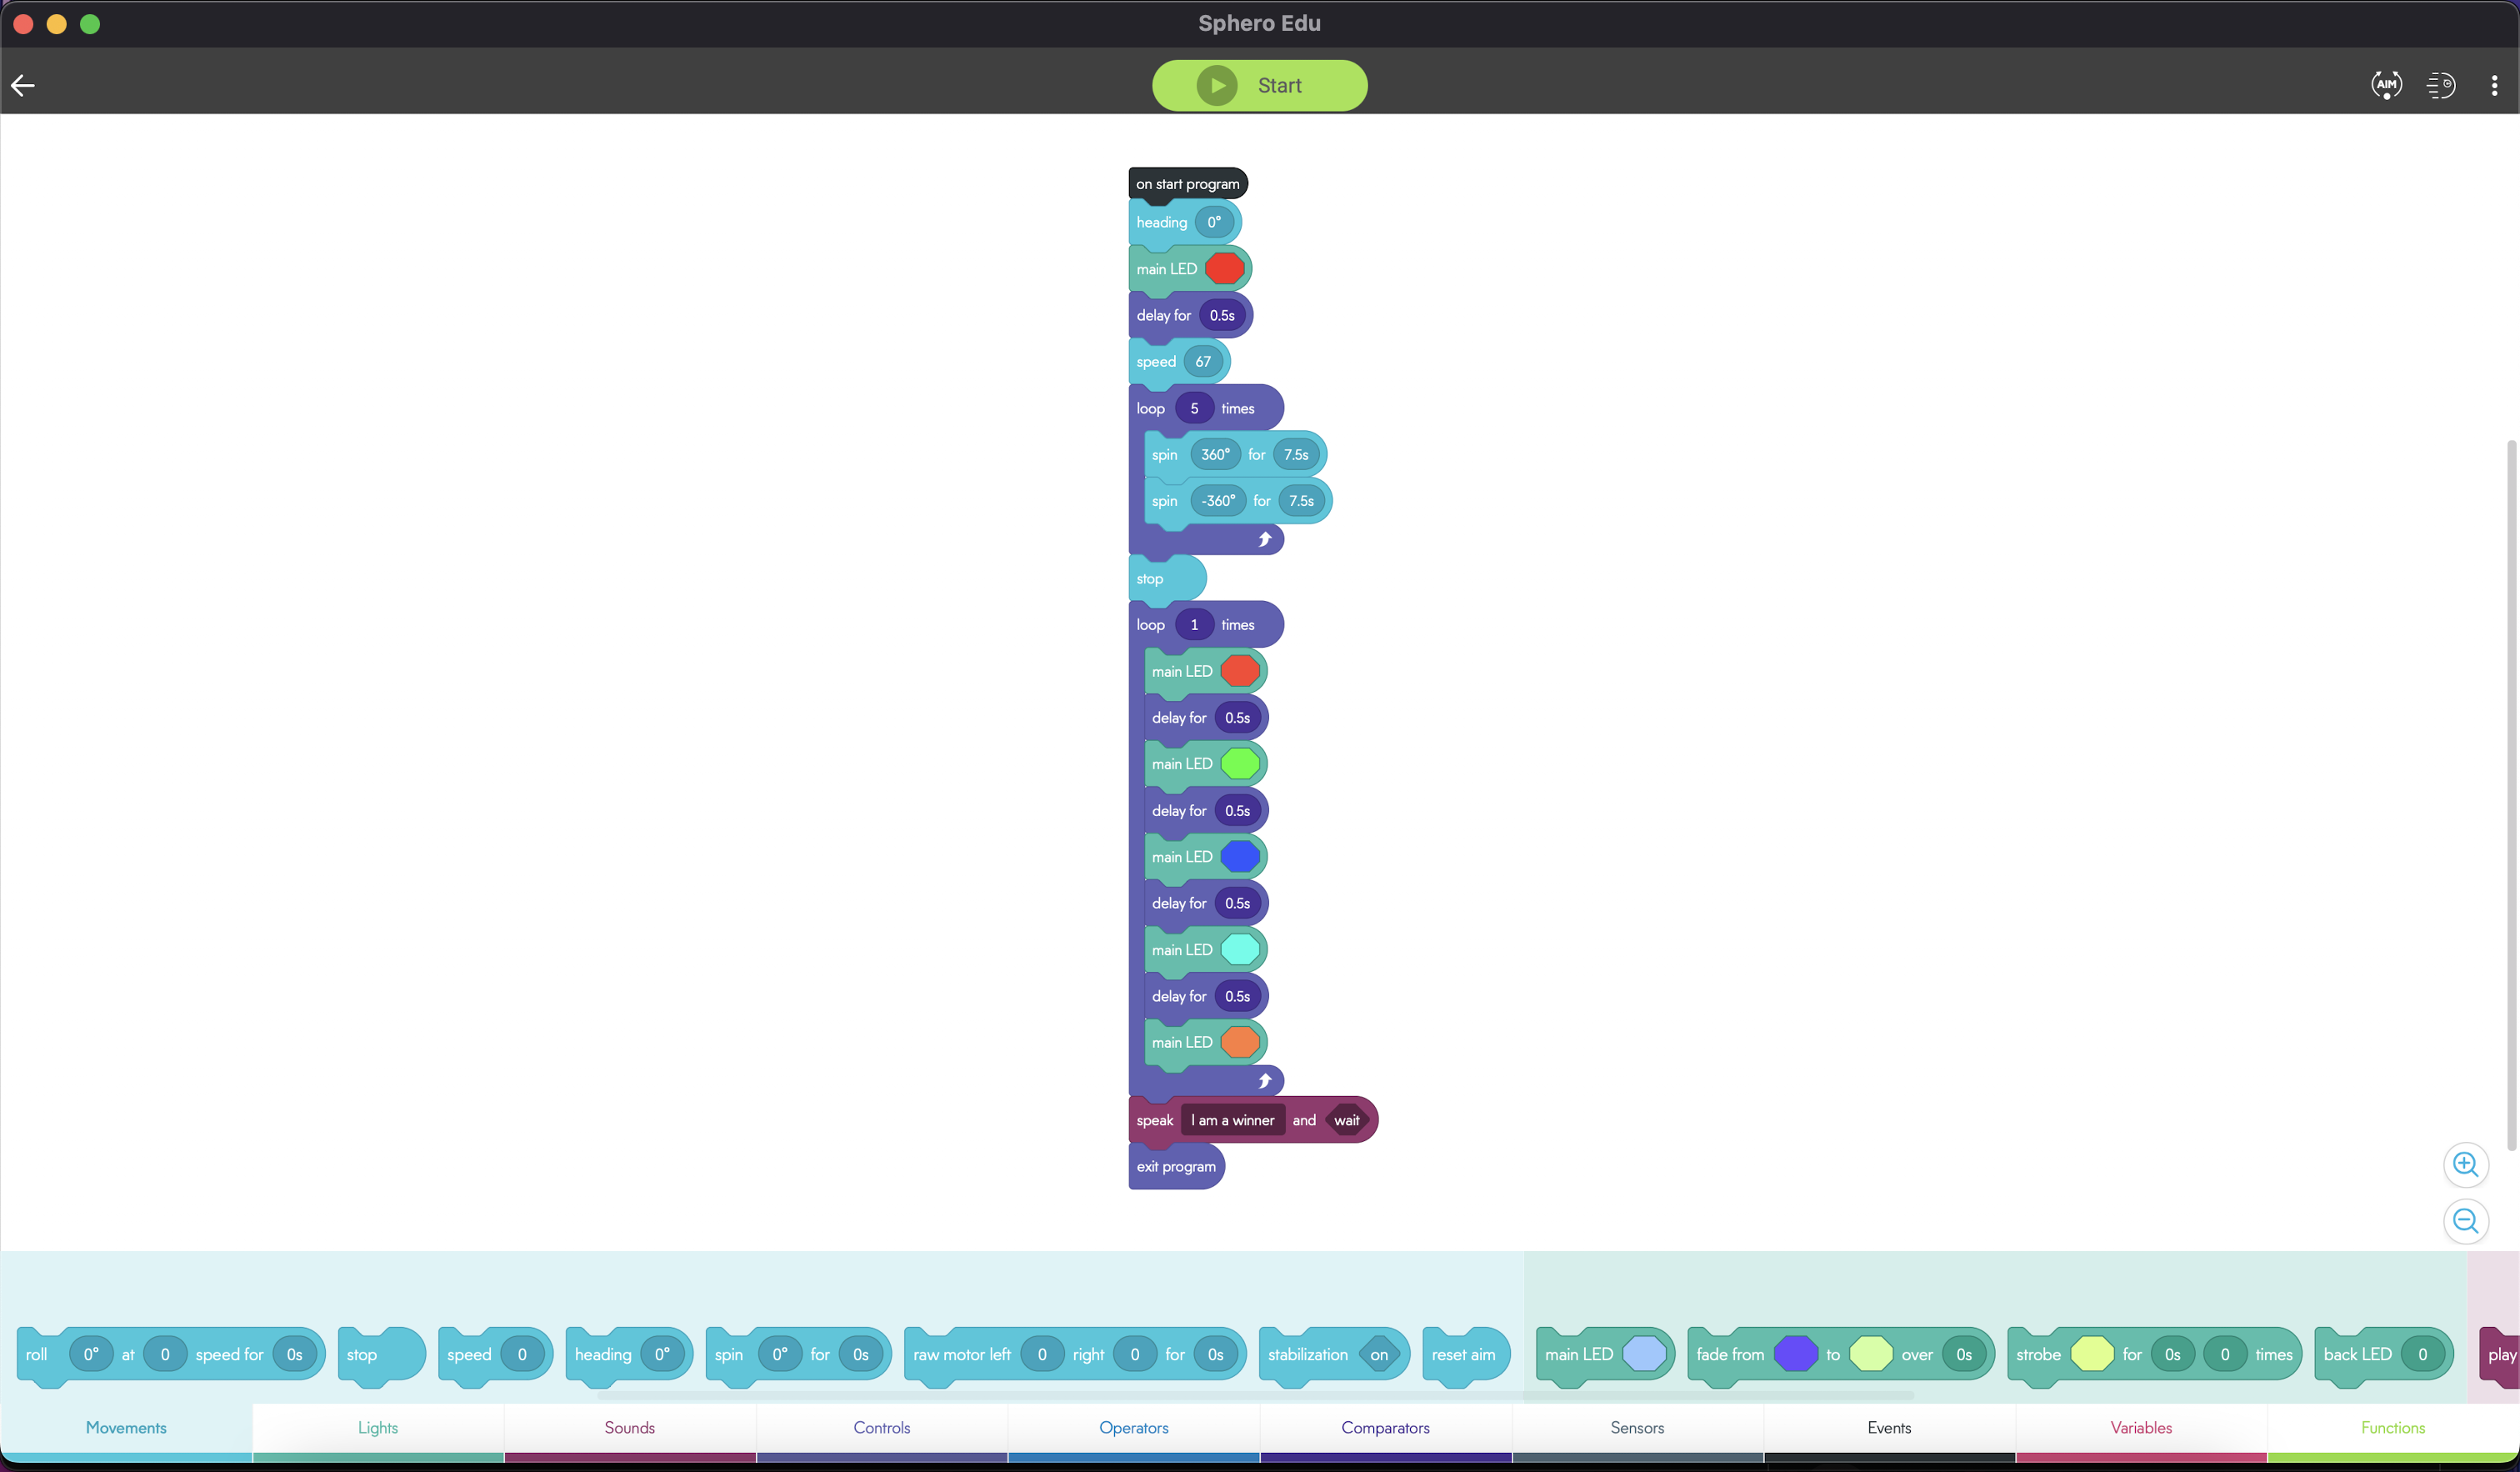 Sphero Edu
Start
AIM
on start program
heading 0°
main LED
delay for 0.5s
speed 67
loop 5 times
spin 360° for 7.5s
spin -360° for 7.5s
stop
loop 1 times
main LED
delay for 0.5s
main LED
delay for 0.5s
main LED
delay for 0.5s
main LED
delay for 0.5s
main LED
speak I am a winner and wait
exit program
roll 0° at 0 speed for 0s stop speed 0 heading 0° spin 0° for 0s raw motor left 0 right 0 for 0s stabilization on reset aim main LED fade from to over 0s strobe for 0s 0 times back LED 0 play
Movements Lights Sounds Controls Operators Comparators Sensors Events Variables Functions